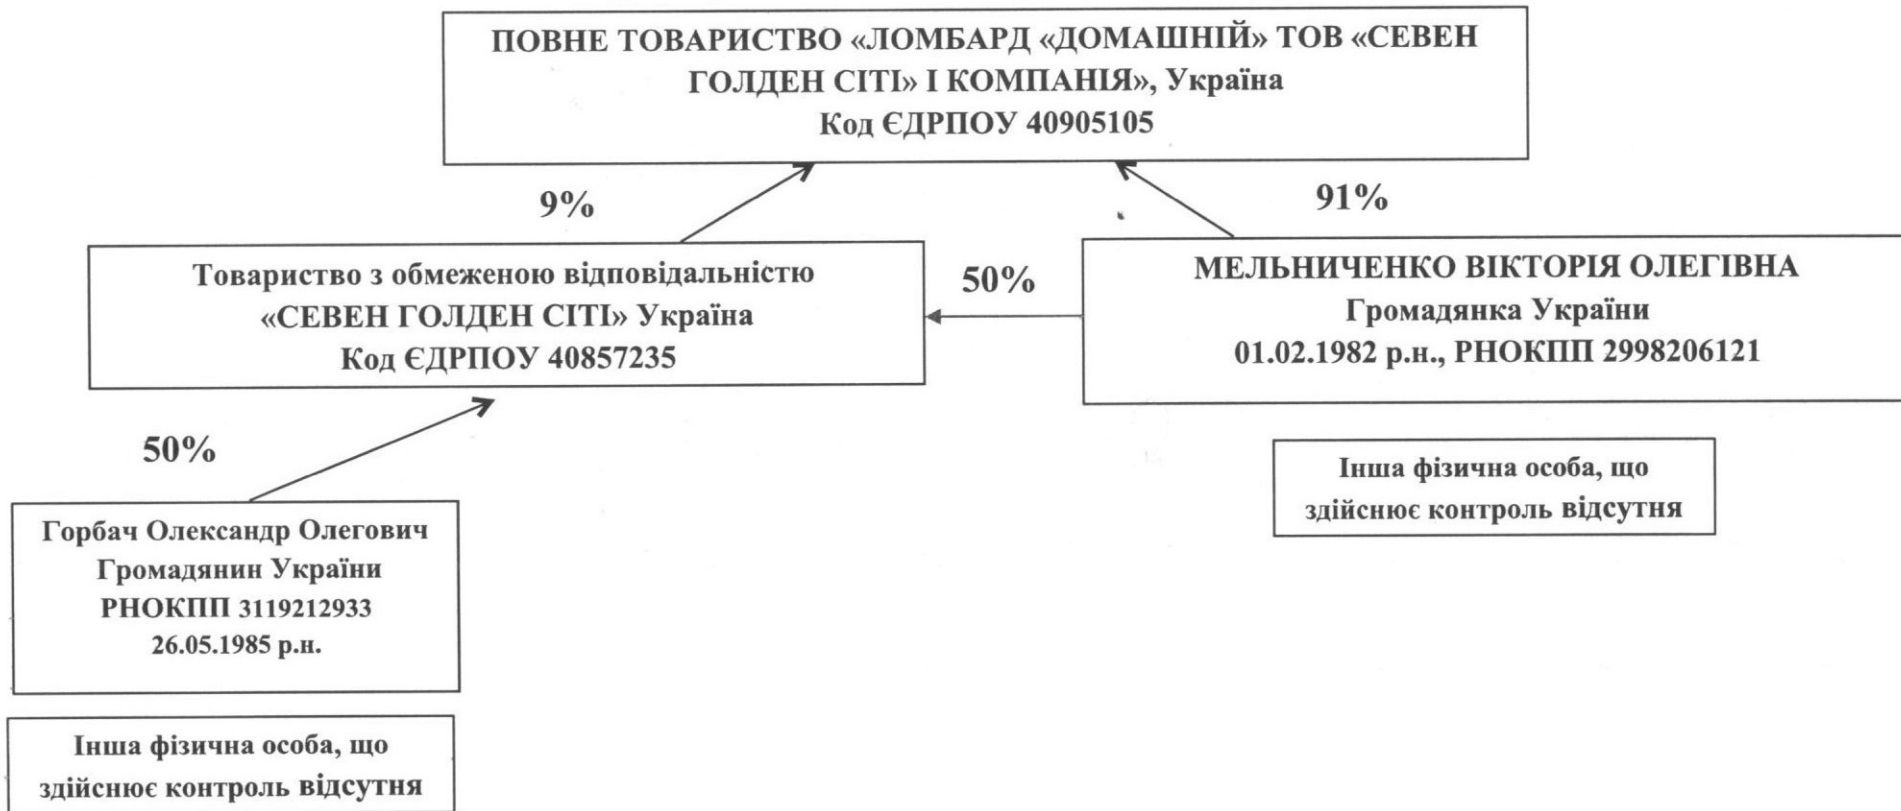 ПОВНЕ ТОВАРИСТВО «ЛОМБАРД «ДОМАШНІЙ» ТОВ «СЕВЕН
ГОЛДЕН СІТІ» І КОМПАНІЯ», Україна
Код ЄДРПОУ 40905105
9%
91%
Товариство з обмеженою відповідальністю
«СЕВЕН ГОЛДЕН СІТІ» Україна
Код ЄДРПОУ 40857235
50%
МЕЛЬНИЧЕНКО ВІКТОРІЯ ОЛЕГІВНА
Громадянка України
01.02.1982 р.н., РНОКПП 2998206121
50%
Інша фізична особа, що
здійснює контроль відсутня
Горбач Олександр Олегович
Громадянин України
РНОКПП 3119212933
26.05.1985 р.н.
Інша фізична особа, що
здійснює контроль відсутня